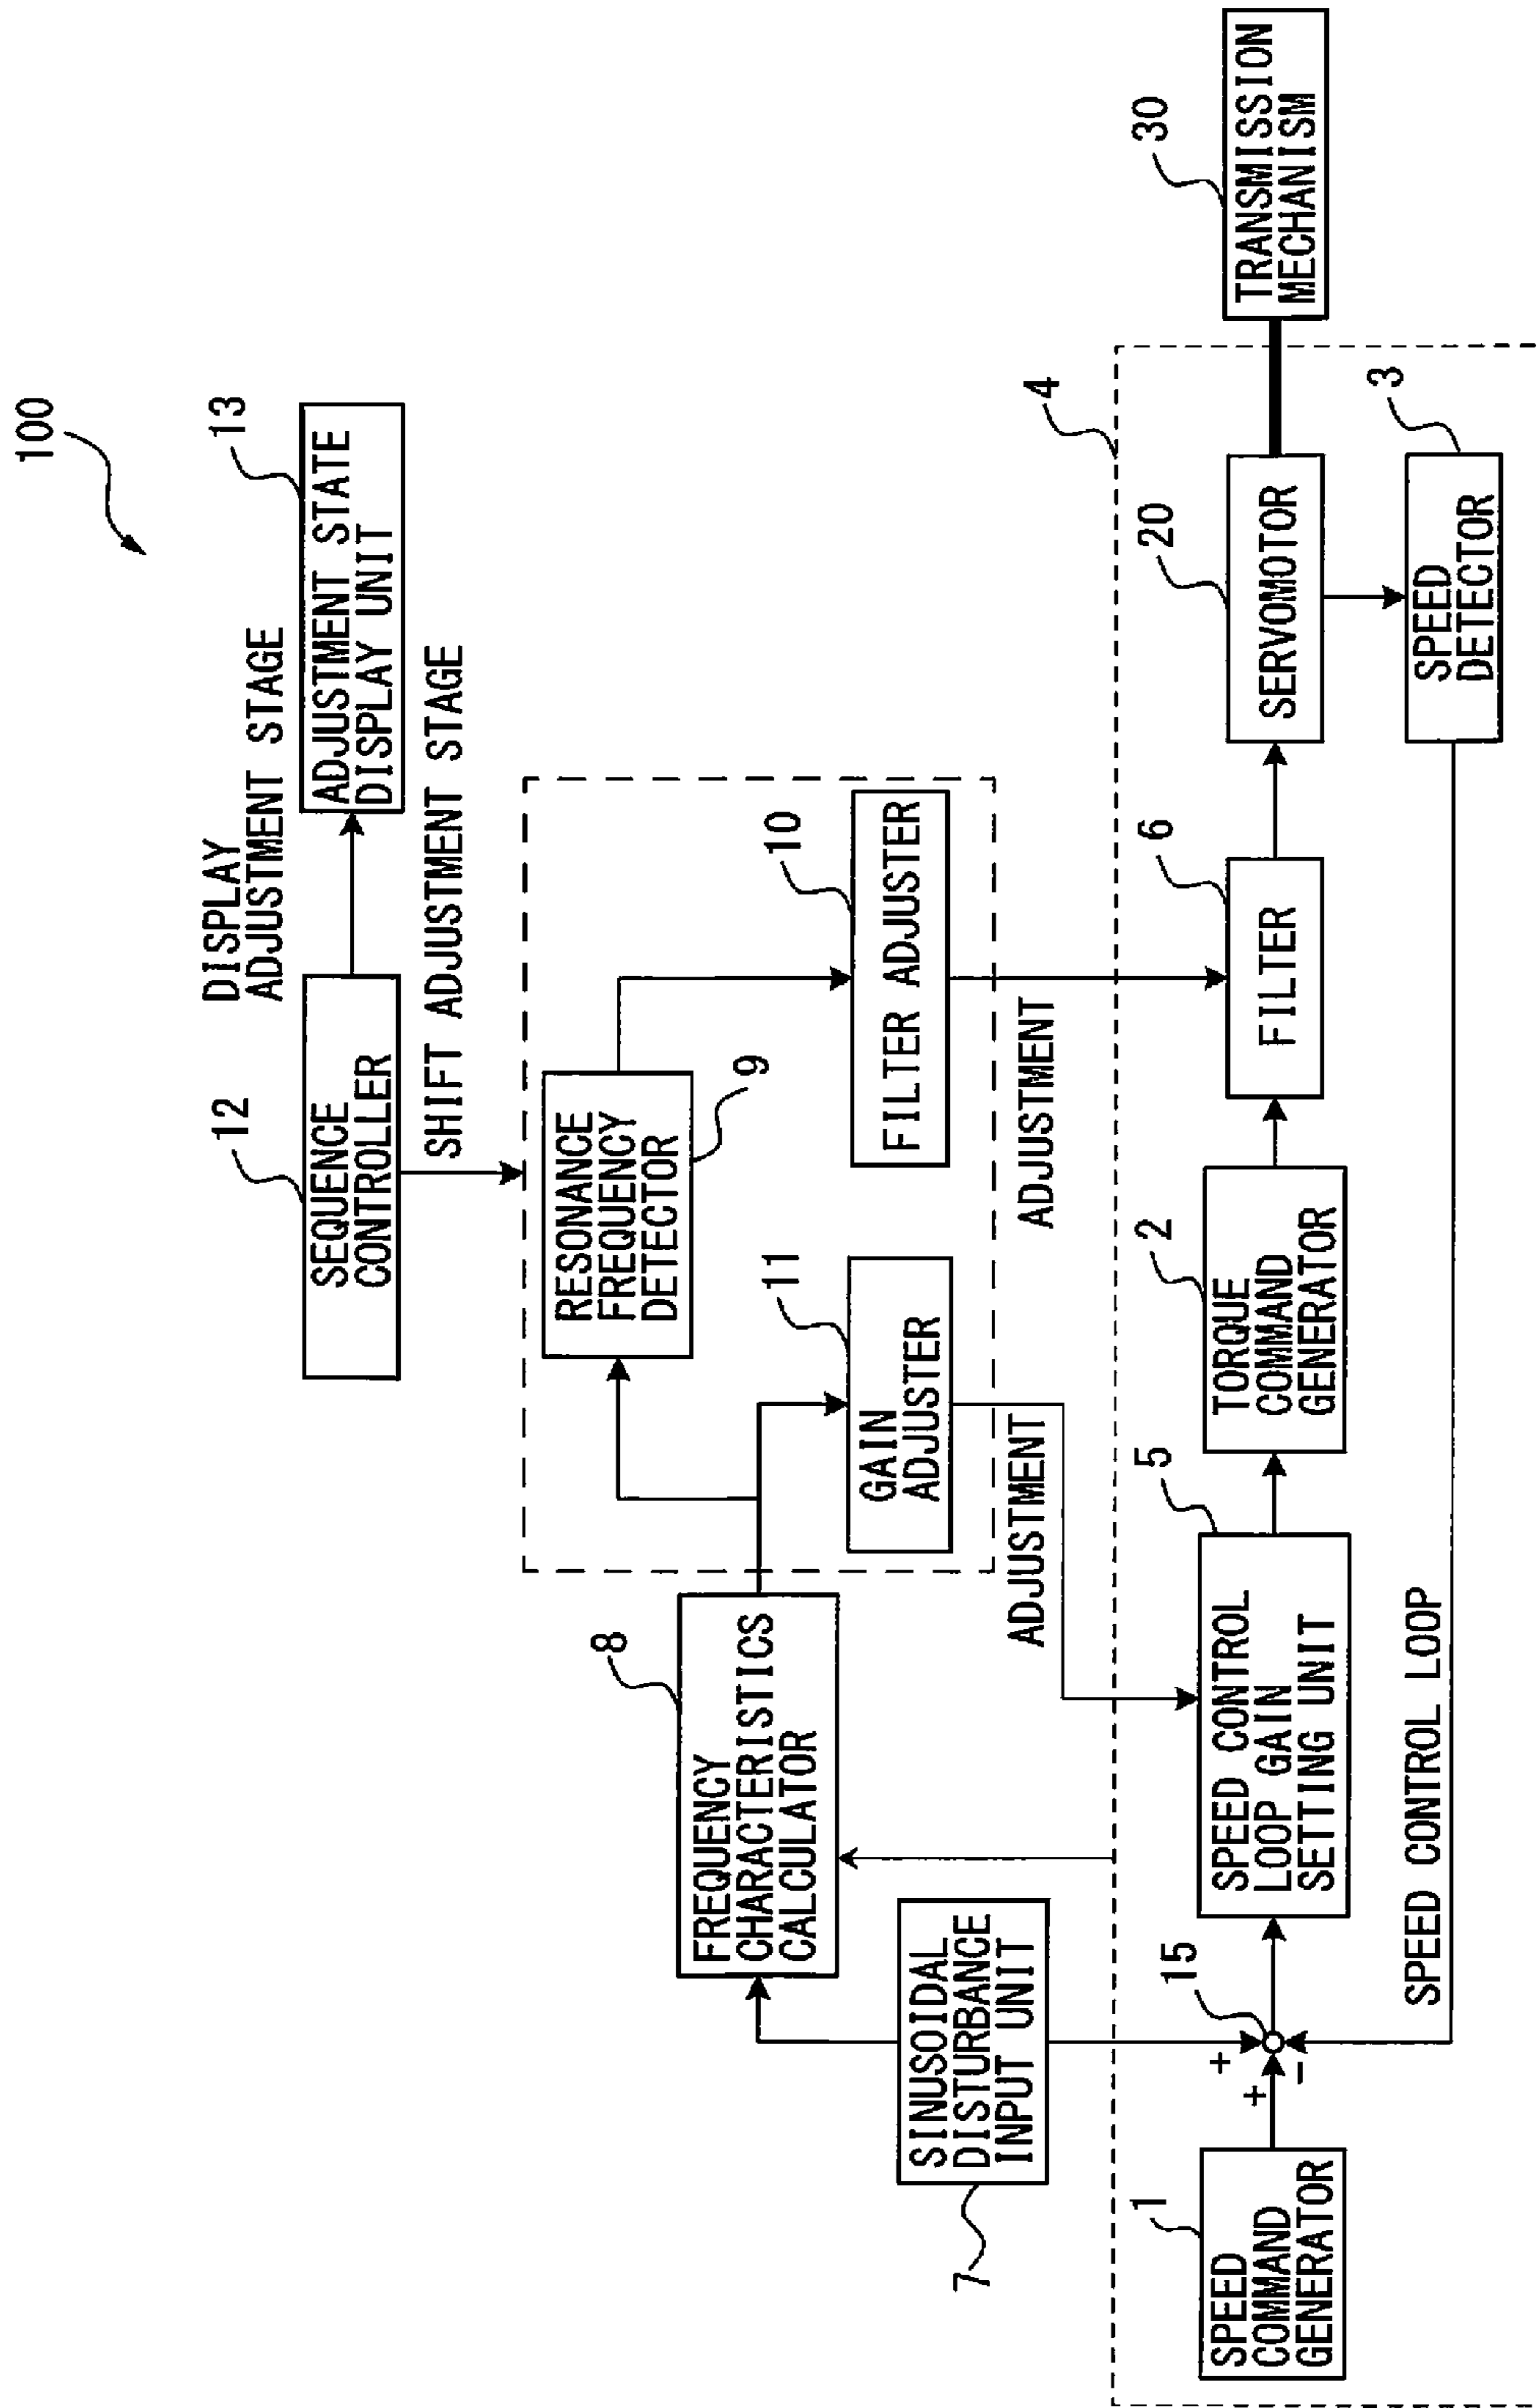 100
DISPLAY
ADJUSTMENT STAGE
12
SEQUENCE
CONTROLLER
13
ADJUSTMENT STATE
DISPLAY UNIT
SHIFT ADJUSTMENT STAGE
8
FREQUENCY
CHARACTERISTICS
CALCULATOR
RESONANCE
FREQUENCY
DETECTOR
9
11
GAIN
ADJUSTER
10
FILTER ADJUSTER
7
SINUSOIDAL
DISTURBANCE
INPUT UNIT
ADJUSTMENT
ADJUSTMENT
4
1
SPEED
COMMAND
GENERATOR
15
+
+
-
5
SPEED CONTROL
LOOP GAIN
SETTING UNIT
2
TORQUE
COMMAND
GENERATOR
6
FILTER
20
SERVOMOTOR
30
TRANSMISSION
MECHANISM
3
SPEED
DETECTOR
SPEED CONTROL LOOP